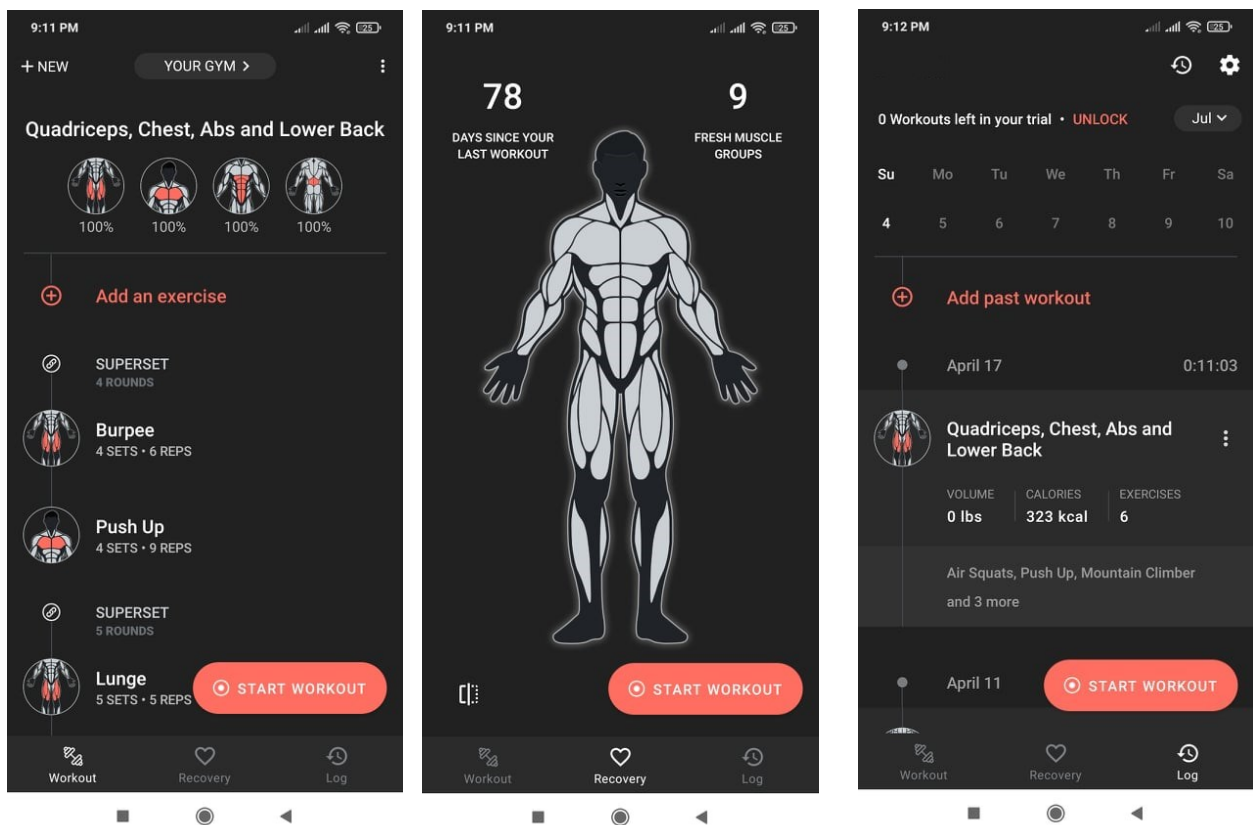 9:11 PM
25
+ NEW
YOUR GYM >
Quadriceps, Chest, Abs and Lower Back
100%
100%
100%
100%
Add an exercise
SUPERSET
4 ROUNDS
Burpee
4 SETS • 6 REPS
Push Up
4 SETS • 9 REPS
SUPERSET
5 ROUNDS
Lunge
5 SETS • 5 REPS
START WORKOUT
Workout
Recovery
Log
9:11 PM
25
78
DAYS SINCE YOUR
LAST WORKOUT
9
FRESH MUSCLE
GROUPS
START WORKOUT
Workout
Recovery
Log
9:12 PM
25
0 Workouts left in your trial • UNLOCK
Jul
Su Mo Tu We Th Fr Sa
4 5 6 7 8 9 10
Add past workout
April 17
0:11:03
Quadriceps, Chest, Abs and
Lower Back
VOLUME CALORIES EXERCISES
0 lbs 323 kcal 6
Air Squats, Push Up, Mountain Climber
and 3 more
April 11
START WORKOUT
Workout
Recovery
Log